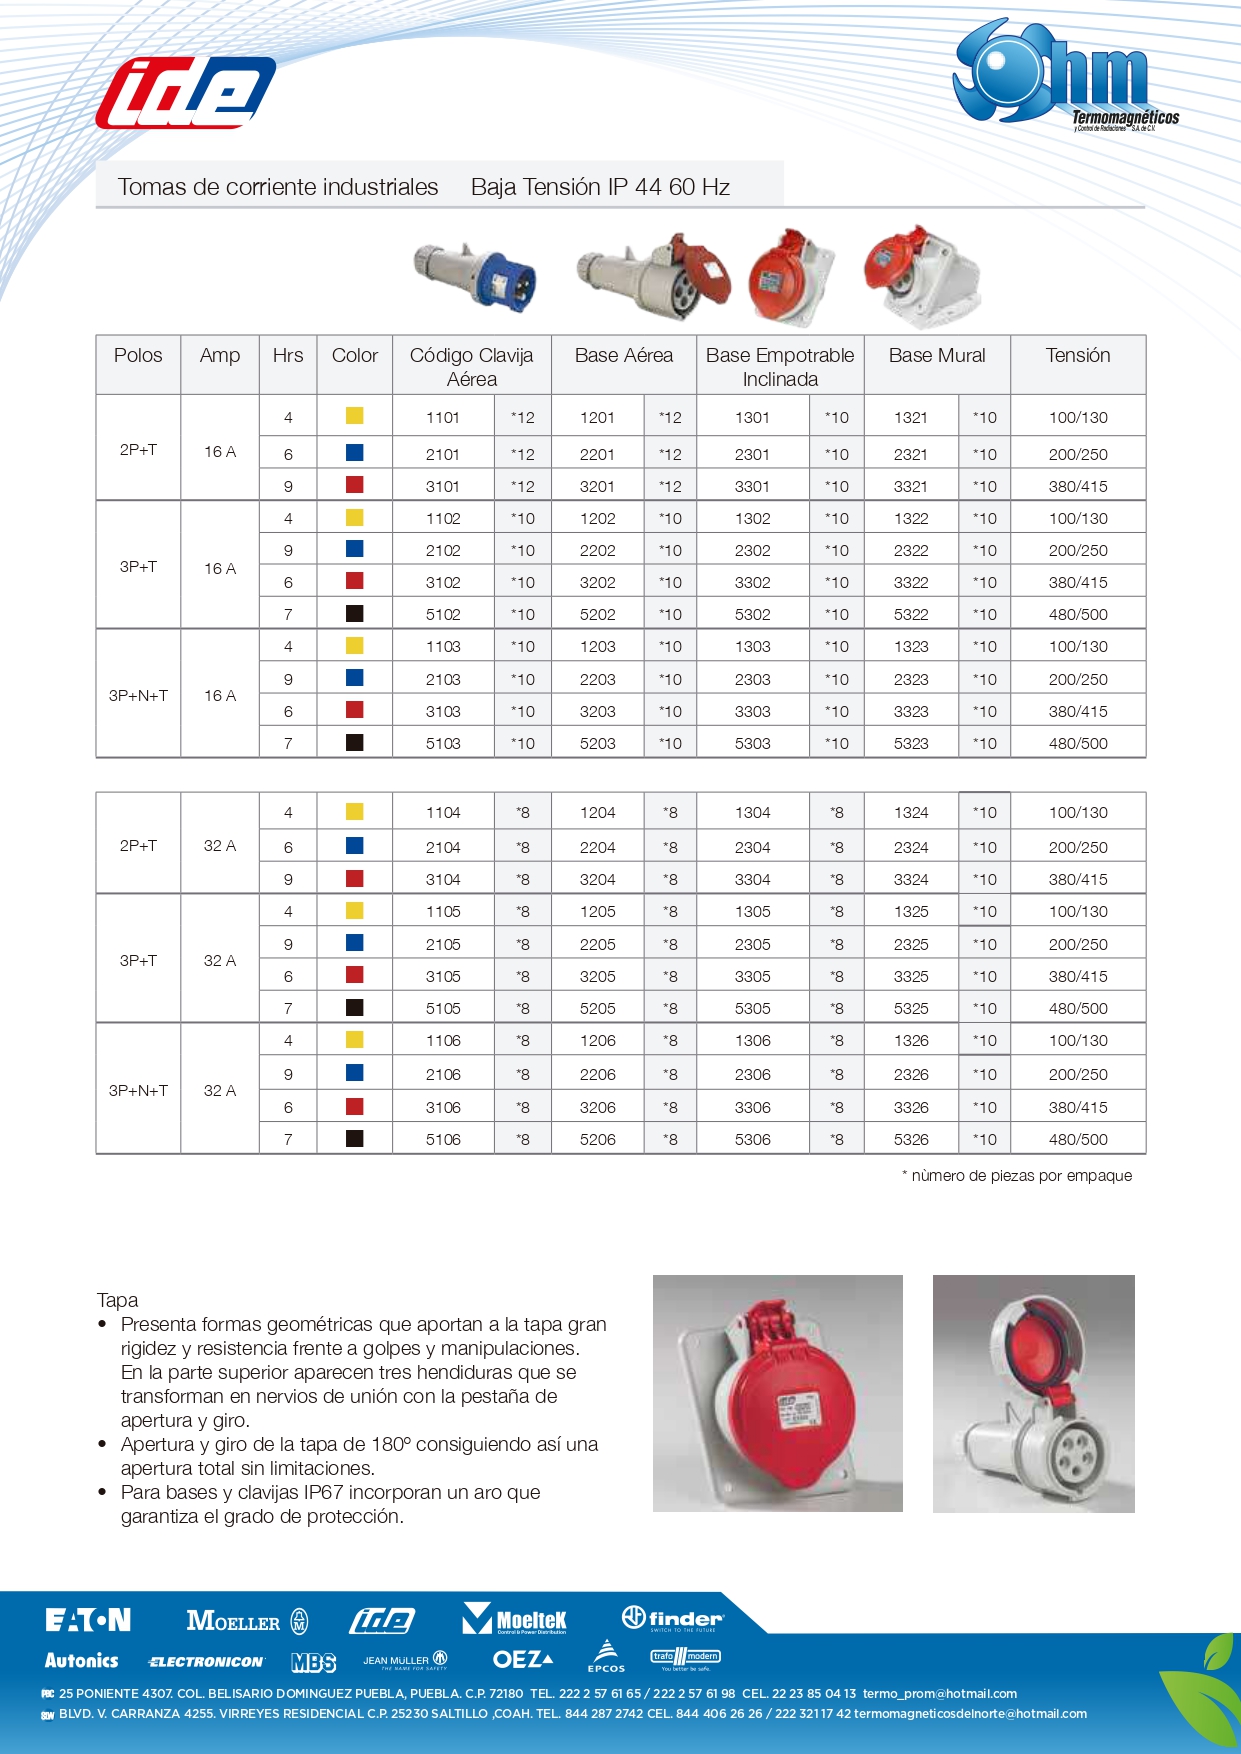 ide
Ohm
Termomagnéticos
y Control de Radiaciones S.A. de C.V.
Tomas de corriente industriales Baja Tensión IP 44 60 Hz
Polos Amp Hrs Color Código Clavija Aérea Base Aérea Base Empotrable Inclinada Base Mural Tensión
2P+T 16 A
4 1101 *12 1201 *12 1301 *10 1321 *10 100/130
6 2101 *12 2201 *12 2301 *10 2321 *10 200/250
9 3101 *12 3201 *12 3301 *10 3321 *10 380/415
3P+T 16 A
4 1102 *10 1202 *10 1302 *10 1322 *10 100/130
9 2102 *10 2202 *10 2302 *10 2322 *10 200/250
6 3102 *10 3202 *10 3302 *10 3322 *10 380/415
7 5102 *10 5202 *10 5302 *10 5322 *10 480/500
3P+N+T 16 A
4 1103 *10 1203 *10 1303 *10 1323 *10 100/130
9 2103 *10 2203 *10 2303 *10 2323 *10 200/250
6 3103 *10 3203 *10 3303 *10 3323 *10 380/415
7 5103 *10 5203 *10 5303 *10 5323 *10 480/500
2P+T 32 A
4 1104 *8 1204 *8 1304 *8 1324 *10 100/130
6 2104 *8 2204 *8 2304 *8 2324 *10 200/250
9 3104 *8 3204 *8 3304 *8 3324 *10 380/415
3P+T 32 A
4 1105 *8 1205 *8 1305 *8 1325 *10 100/130
9 2105 *8 2205 *8 2305 *8 2325 *10 200/250
6 3105 *8 3205 *8 3305 *8 3325 *10 380/415
7 5105 *8 5205 *8 5305 *8 5325 *10 480/500
3P+N+T 32 A
4 1106 *8 1206 *8 1306 *8 1326 *10 100/130
9 2106 *8 2206 *8 2306 *8 2326 *10 200/250
6 3106 *8 3206 *8 3306 *8 3326 *10 380/415
7 5106 *8 5206 *8 5306 *8 5326 *10 480/500
* nùmero de piezas por empaque
Tapa
• Presenta formas geométricas que aportan a la tapa gran
rigidez y resistencia frente a golpes y manipulaciones.
En la parte superior aparecen tres hendiduras que se
transforman en nervios de unión con la pestaña de
apertura y giro.
• Apertura y giro de la tapa de 180º consiguiendo así una
apertura total sin limitaciones.
• Para bases y clavijas IP67 incorporan un aro que
garantiza el grado de protección.
EATON MOELLER ide Moeltek finder
Control & Power Distribution
SWITCH TO THE FUTURE
Autonics ELECTRONICON MBS JEAN MÜLLER OEZ EPCOS trafo modern
THE NAME FOR SAFETY
You better be safe.
25 PONIENTE 4307. COL. BELISARIO DOMINGUEZ PUEBLA, PUEBLA. C.P. 72180 TEL. 222 2 57 61 65 / 222 2 57 61 98 CEL. 22 23 85 04 13 termo_prom@hotmail.com
BLVD. V. CARRANZA 4255. VIRREYES RESIDENCIAL C.P. 25230 SALTILLO ,COAH. TEL. 844 287 2742 CEL. 844 406 26 26 / 222 321 17 42 termomagneticosdelnorte@hotmail.com